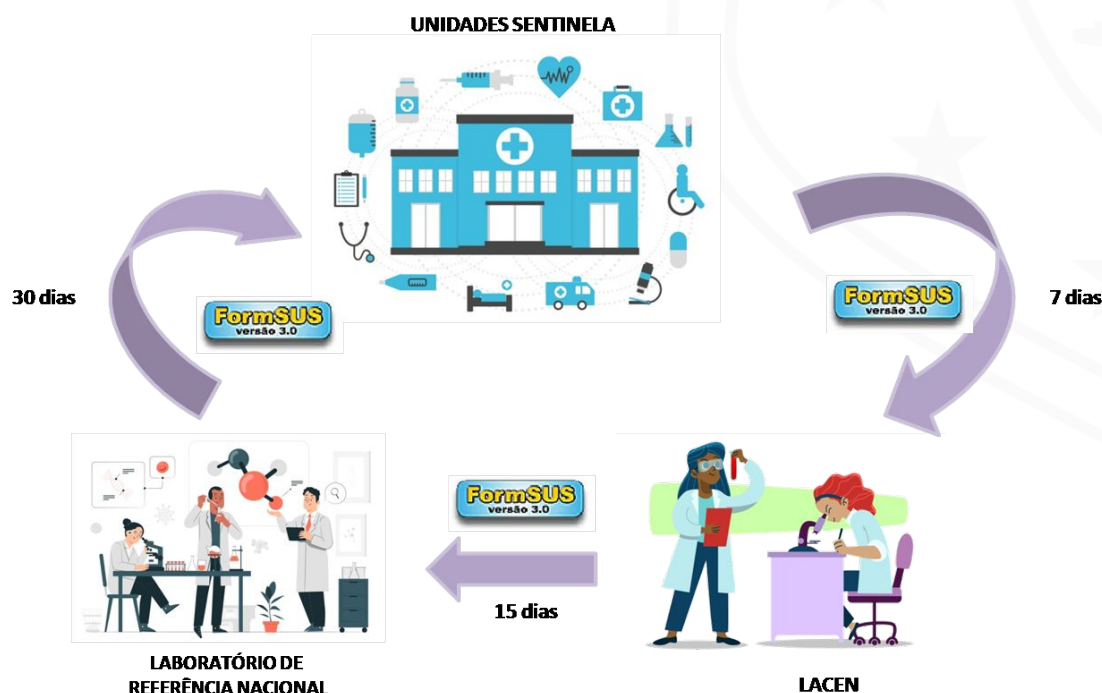 UNIDADES SENTINELA
30 dias
FormSUS
versão 3.0
FormSUS
versão 3.0
7 dias
FormSUS
versão 3.0
15 dias
LABORATÓRIO DE
REFERÊNCIA NACIONAL
LACEN